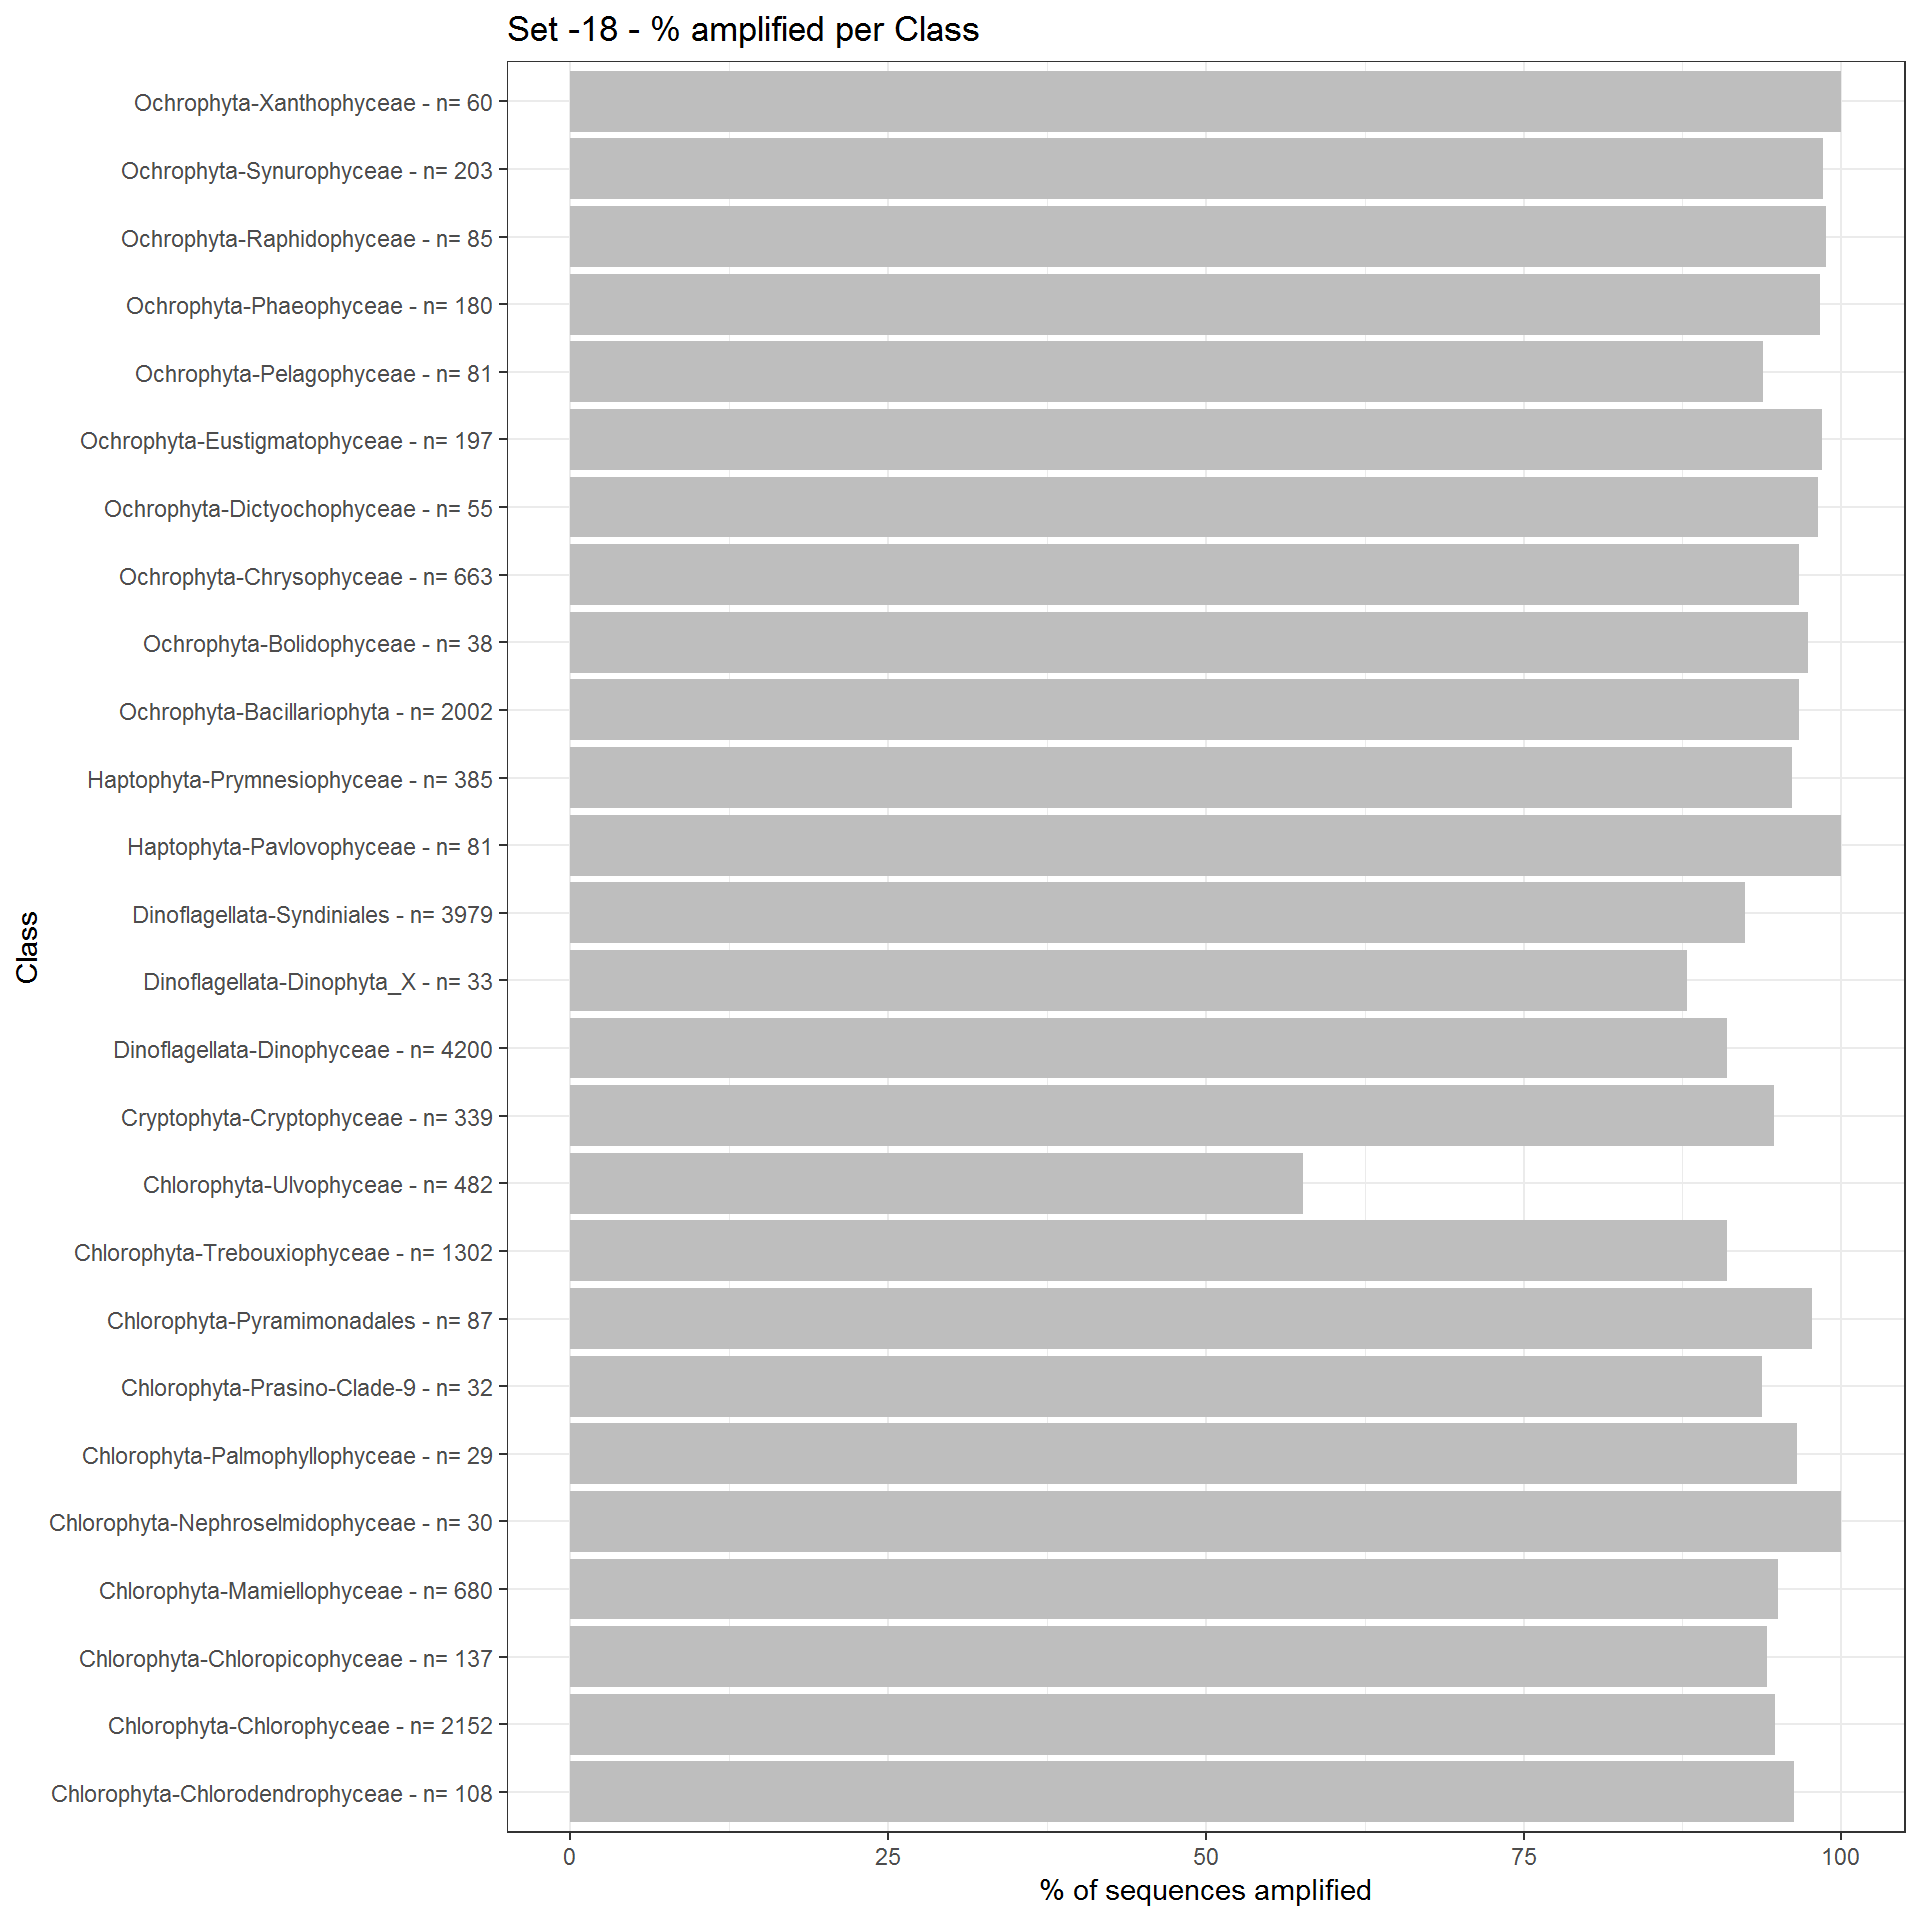 Set -18 - % amplified per Class
Ochrophyta-Xanthophyceae - n= 60
Ochrophyta-Synurophyceae - n= 203
Ochrophyta-Raphidophyceae - n= 85
Ochrophyta-Phaeophyceae - n= 180
Ochrophyta-Pelagophyceae - n= 81
Ochrophyta-Eustigmatophyceae - n= 197
Ochrophyta-Dictyochophyceae - n= 55
Ochrophyta-Chrysophyceae - n= 663
Ochrophyta-Bolidophyceae - n= 38
Ochrophyta-Bacillariophyta - n= 2002
Haptophyta-Prymnesiophyceae - n= 385
Haptophyta-Pavlovophyceae - n= 81
Dinoflagellata-Syndiniales - n= 3979
Dinoflagellata-Dinophyta_X - n= 33
Dinoflagellata-Dinophyceae - n= 4200
Cryptophyta-Cryptophyceae - n= 339
Chlorophyta-Ulvophyceae - n= 482
Chlorophyta-Trebouxiophyceae - n= 1302
Chlorophyta-Pyramimonadales - n= 87
Chlorophyta-Prasino-Clade-9 - n= 32
Chlorophyta-Palmophyllophyceae - n= 29
Chlorophyta-Nephroselmidophyceae - n= 30
Chlorophyta-Mamiellophyceae - n= 680
Chlorophyta-Chloropicophyceae - n= 137
Chlorophyta-Chlorophyceae - n= 2152
Chlorophyta-Chlorodendrophyceae - n= 108
Class
0 25 50 75 100
% of sequences amplified